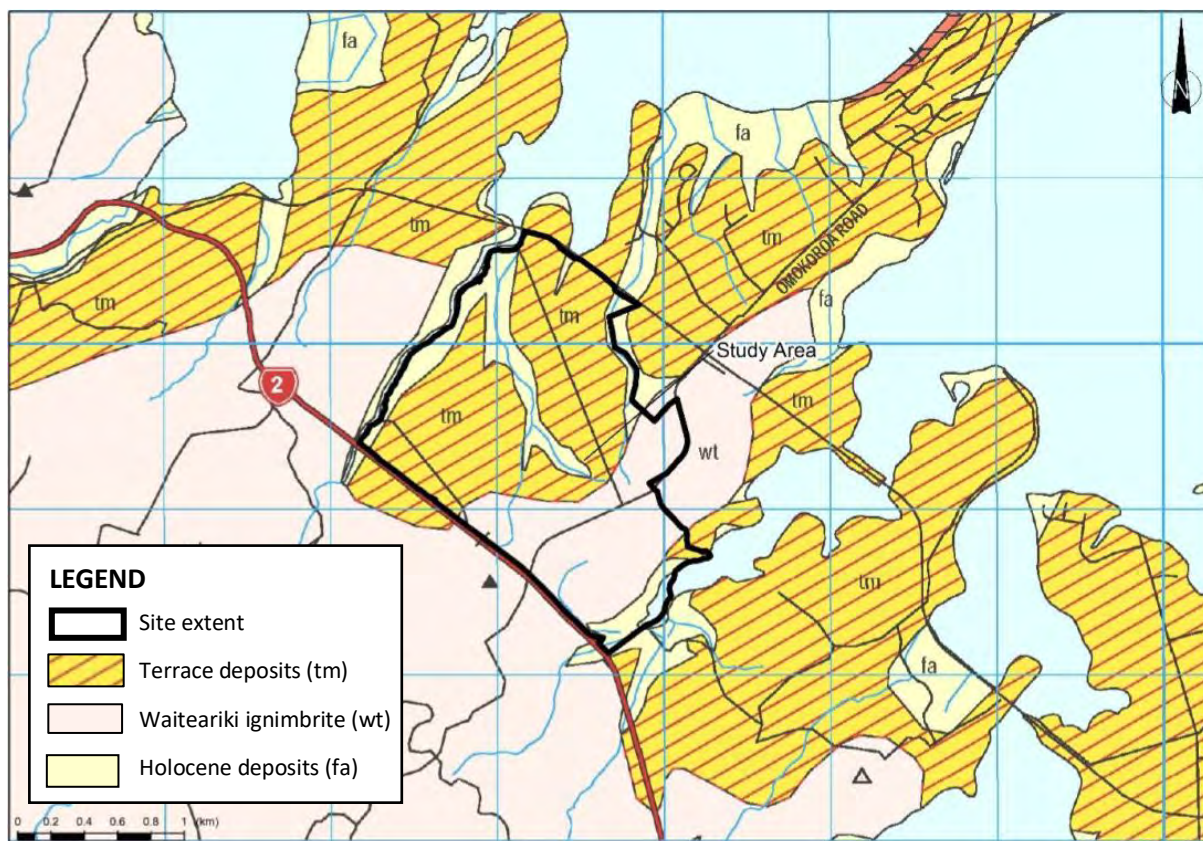 fa
N
fa
tm
tm
OMOKOROA ROAD
tm
fa
tm
Study Area
2
tm
tm
wt
tm
fa
LEGEND
Site extent
Terrace deposits (tm)
Waiteariki ignimbrite (wt)
Holocene deposits (fa)
0 0.2 0.4 0.6 0.8 1 (km)